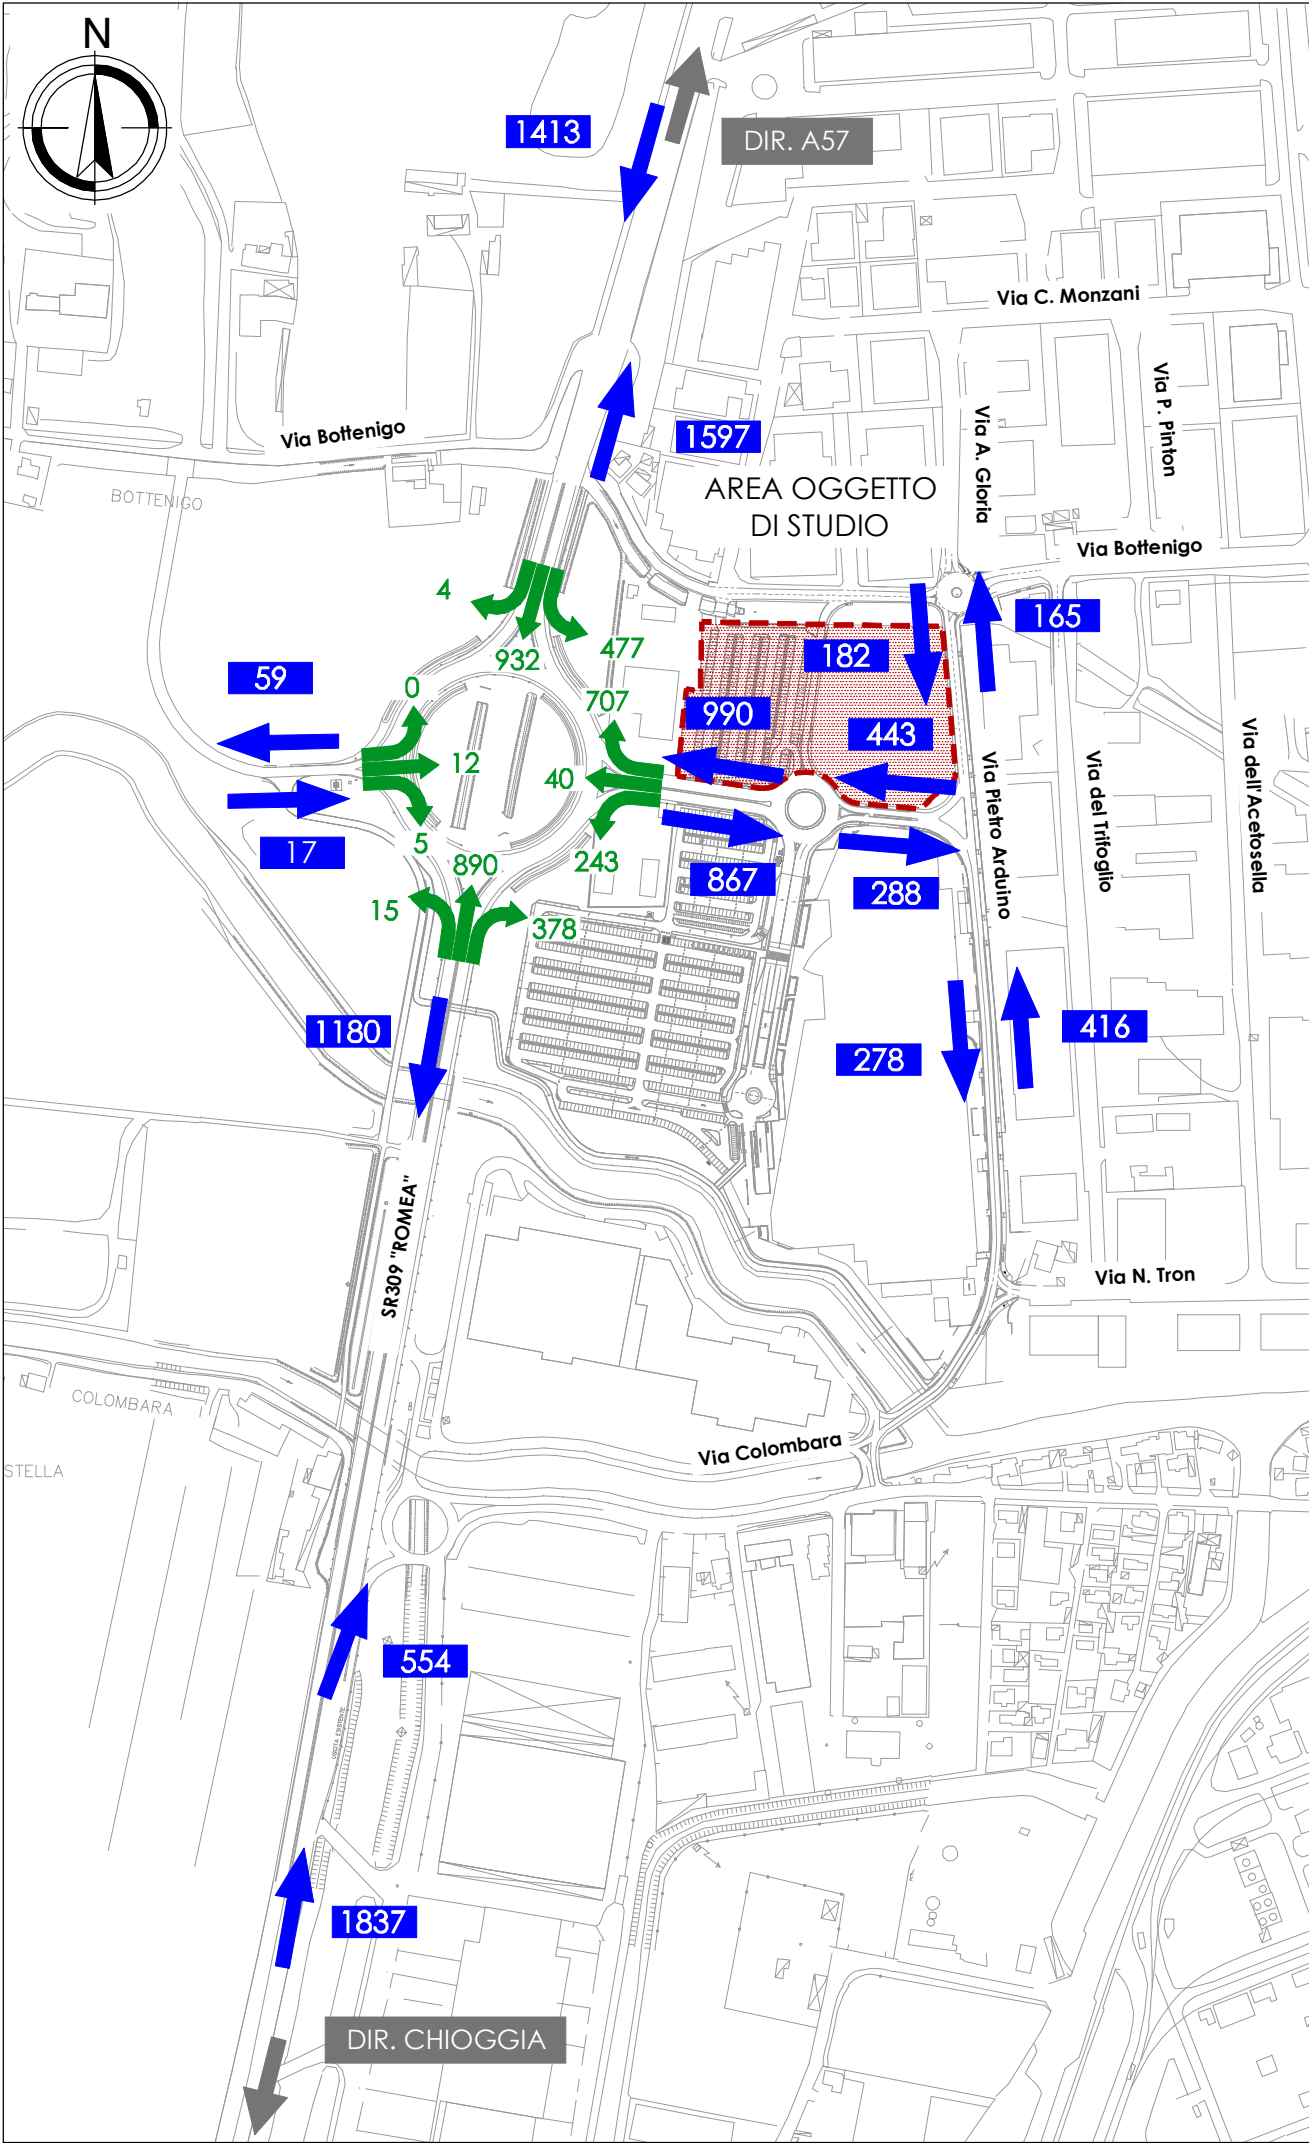 N
1413
DIR. A57
Via C. Monzani
Via P. Pinton
Via A. Gloria
Via Bottenigo
1597
BOTTENIGO
AREA OGGETTO
DI STUDIO
Via Bottenigo
4
477
932
165
182
59
0
707
990
443
12
40
17
5
890
243
867
288
15
378
Via Pietro Arduino
Via del Trifoglio
Via dell'Acetosella
1180
278
416
SR309 "ROMEA"
Via N. Tron
COLOMBARA
Via Colombara
STELLA
554
USCITA ESISTENTE
1837
DIR. CHIOGGIA